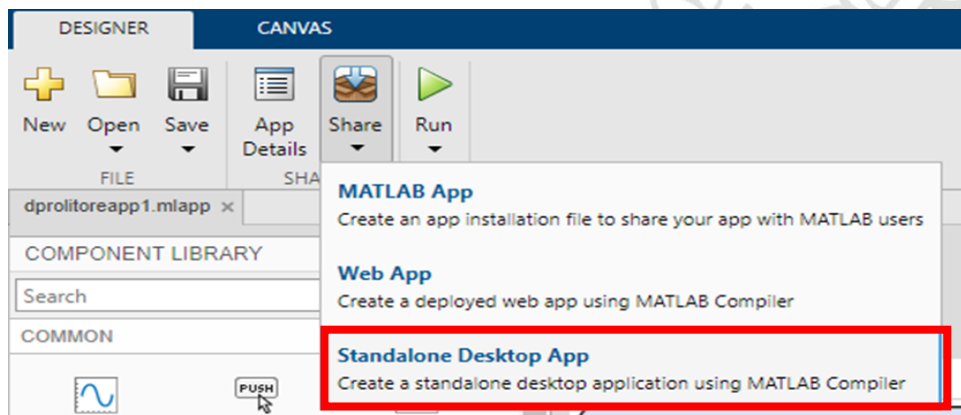 DESIGNER CANVAS
New Open Save App Details Share Run
FILE SHA
dprolitoreapp1.mlapp ×
MATLAB App
Create an app installation file to share your app with MATLAB users
COMPONENT LIBRARY
Web App
Search
Create a deployed web app using MATLAB Compiler
COMMON
Standalone Desktop App
Create a standalone desktop application using MATLAB Compiler
PUSH